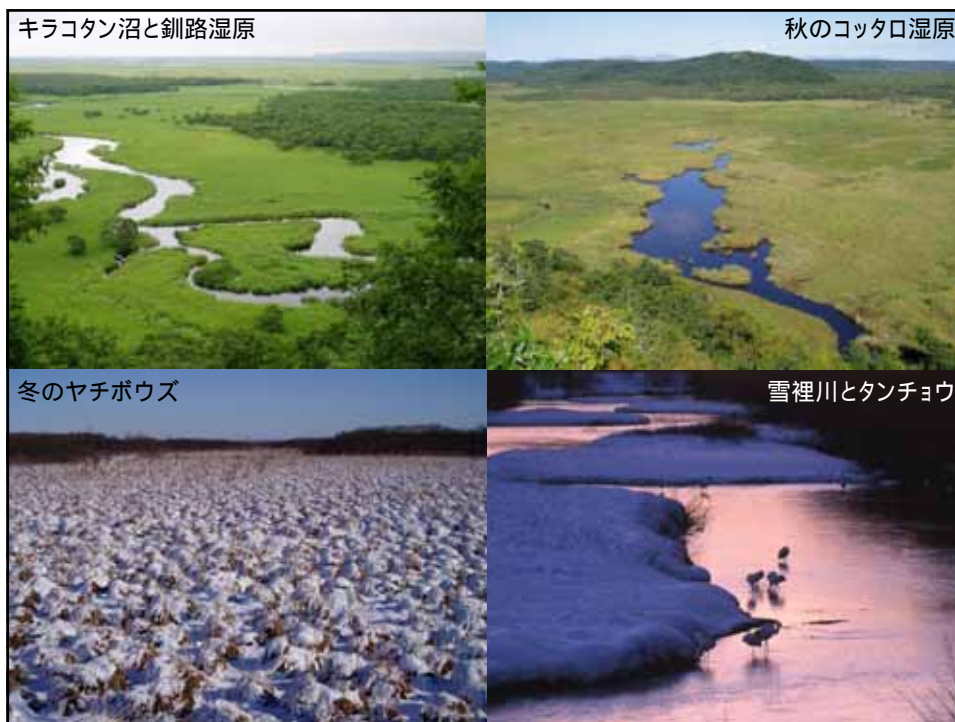 キラコタン沼と釧路湿原
秋のコッタロ湿原
冬のヤチボウズ
雪裡川とタンチョウ